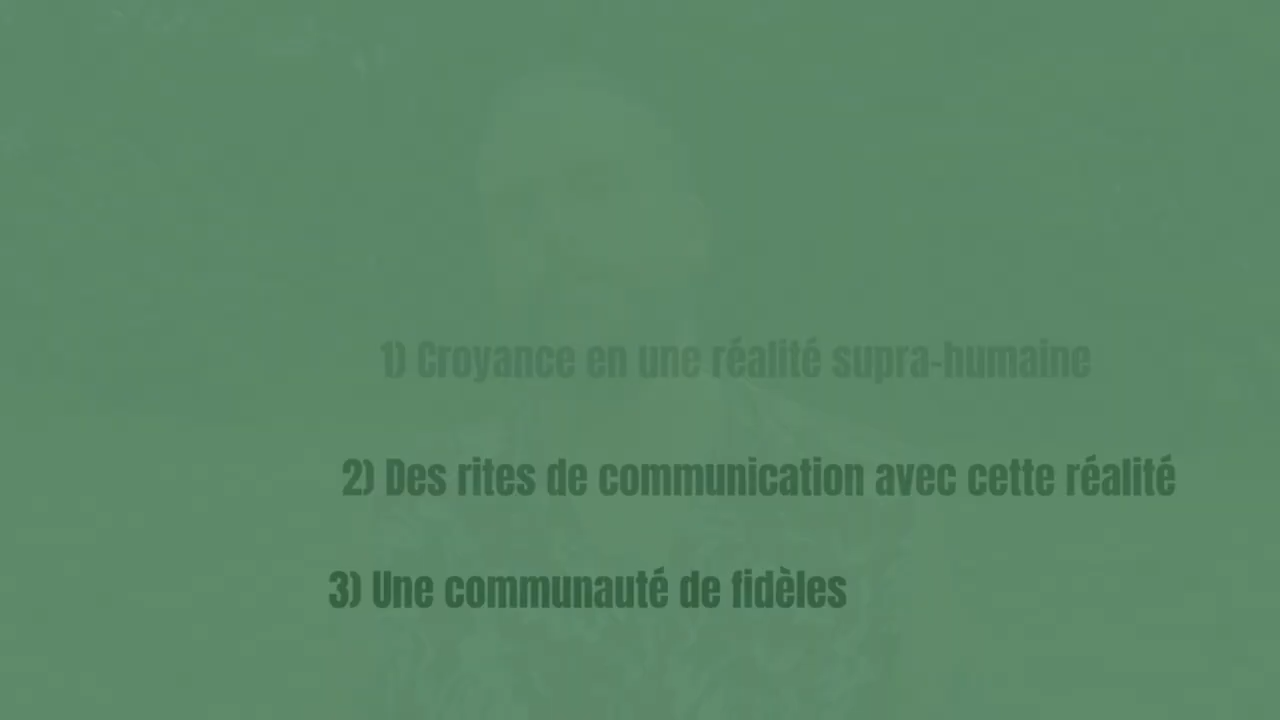 1) Croyance en une réalité supra-humaine
2) Des rites de communication avec cette réalité
3) Une communauté de fidèles